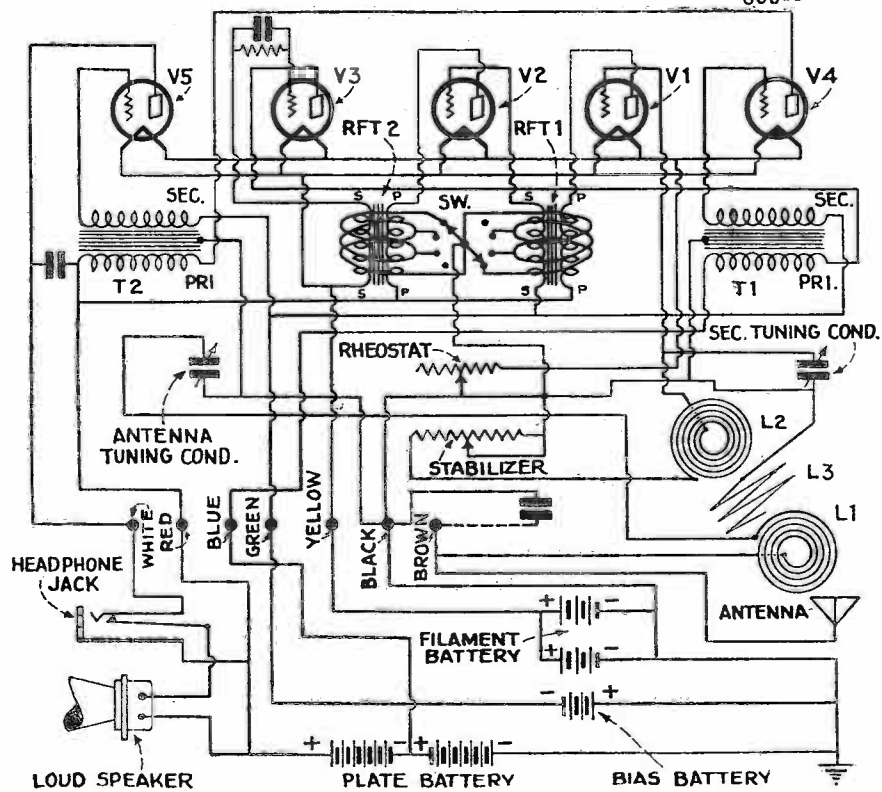 V5
V3
V2
V1
V4
RFT 2
RFT 1
SEC.
S
P
SW.
S
P
SEC.
T2
PRI
S
P
S
P
T1
PRI.
SEC. TUNING COND.
RHEOSTAT
ANTENNA
TUNING COND.
L2
STABILIZER
L3
L1
WHITE
RED
BLUE
GREEN
YELLOW
BLACK
BROWN
HEADPHONE
JACK
ANTENNA
+ -
FILAMENT
BATTERY
+ -
- +
+ - + -
LOUD SPEAKER
PLATE BATTERY
BIAS BATTERY